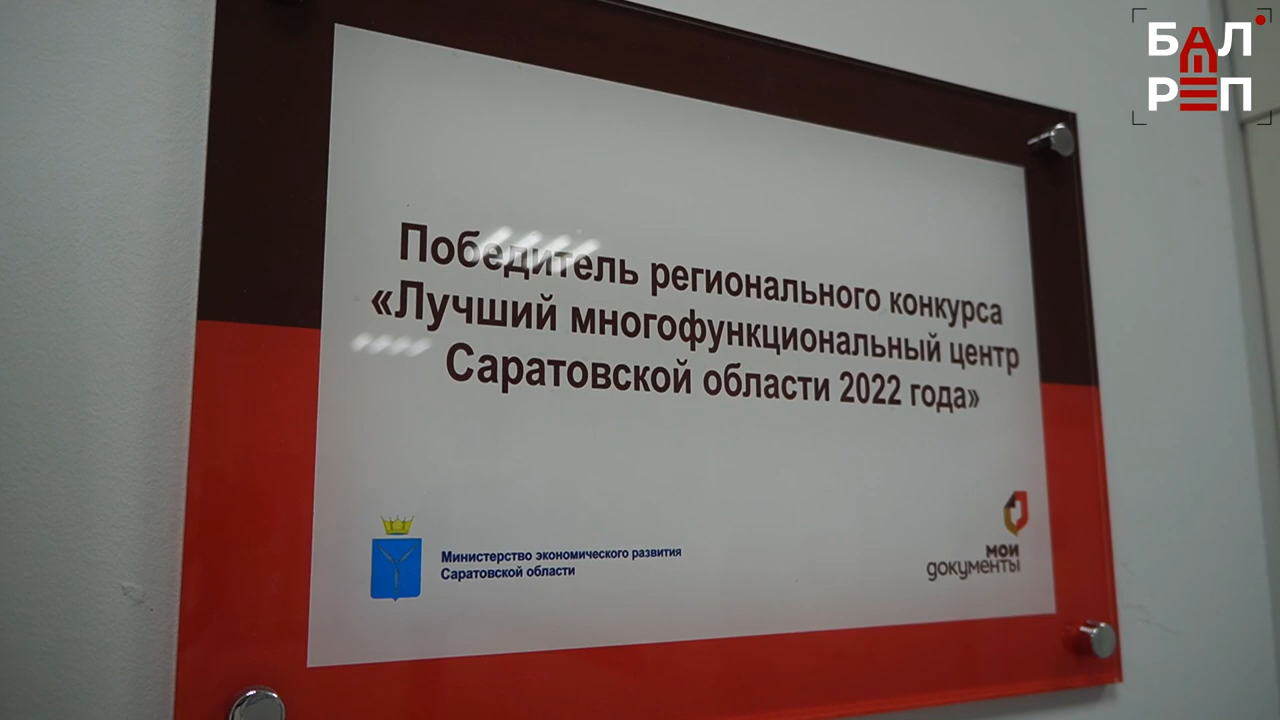 БАЛ
РЕП
Победитель регионального конкурса
«Лучший многофункциональный центр
Саратовской области 2022 года»
Министерство экономического развития
Саратовской области
мои
документы